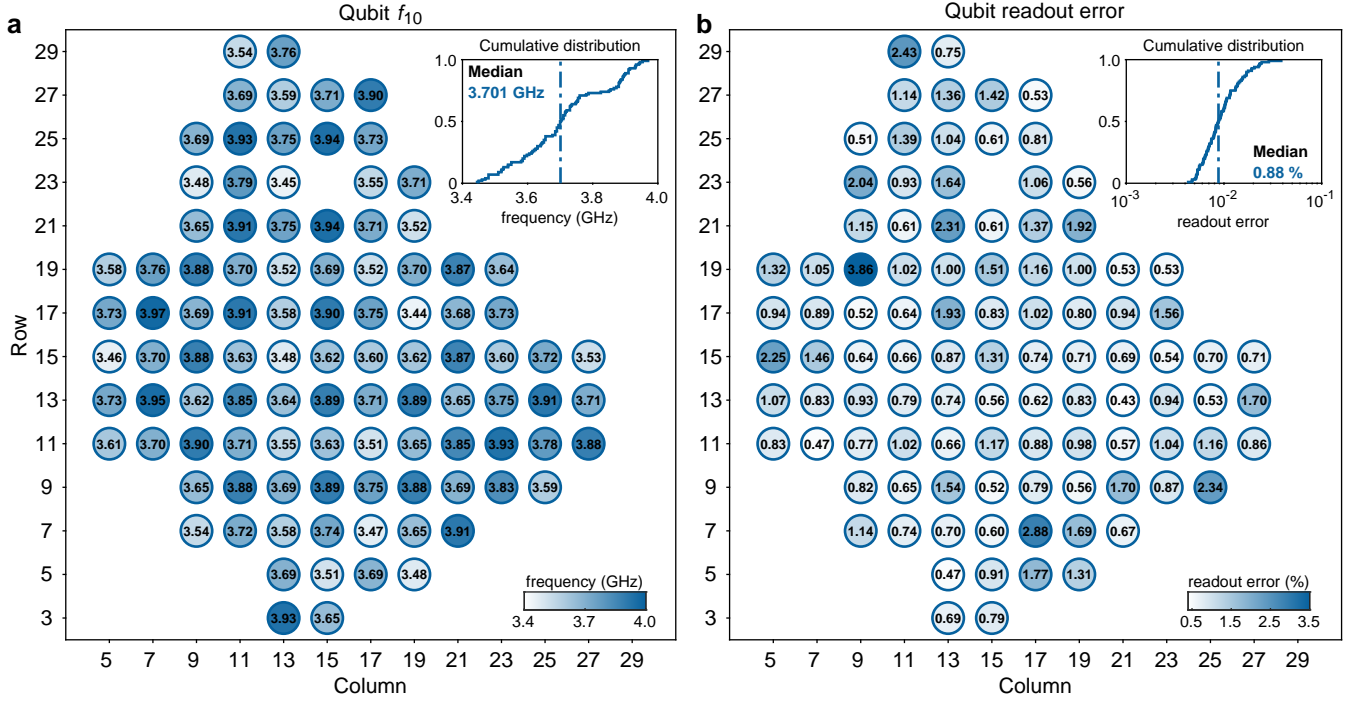 a
Qubit f10
Row
29 3.54 3.76
27 3.69 3.59 3.71 3.90
25 3.69 3.93 3.75 3.94 3.73
23 3.48 3.79 3.45 3.55 3.71
21 3.65 3.91 3.75 3.94 3.71 3.52
19 3.58 3.76 3.88 3.70 3.52 3.69 3.52 3.70 3.87 3.64
17 3.73 3.97 3.69 3.91 3.58 3.90 3.75 3.44 3.68 3.73
15 3.46 3.70 3.88 3.63 3.48 3.62 3.60 3.62 3.87 3.60 3.72 3.53
13 3.73 3.95 3.62 3.85 3.64 3.89 3.71 3.89 3.65 3.75 3.91 3.71
11 3.61 3.70 3.90 3.71 3.55 3.63 3.51 3.65 3.85 3.93 3.78 3.88
9 3.65 3.88 3.69 3.89 3.75 3.88 3.69 3.83 3.59
7 3.54 3.72 3.58 3.74 3.47 3.65 3.91
5 3.69 3.51 3.69 3.48
3 3.93 3.65
5 7 9 11 13 15 17 19 21 23 25 27 29
Column
Cumulative distribution
1.0
0.5
0
Median
3.701 GHz
3.4 3.6 3.8 4.0
frequency (GHz)
frequency (GHz)
3.4 3.7 4.0
b
Qubit readout error
29 2.43 0.75
27 1.14 1.36 1.42 0.53
25 0.51 1.39 1.04 0.61 0.81
23 2.04 0.93 1.64 1.06 0.56
21 1.15 0.61 2.31 0.61 1.37 1.92
19 1.32 1.05 3.86 1.02 1.00 1.51 1.16 1.00 0.53 0.53
17 0.94 0.89 0.52 0.64 1.93 0.83 1.02 0.80 0.94 1.56
15 2.25 1.46 0.64 0.66 0.87 1.31 0.74 0.71 0.69 0.54 0.70 0.71
13 1.07 0.83 0.93 0.79 0.74 0.56 0.62 0.83 0.43 0.94 0.53 1.70
11 0.83 0.47 0.77 1.02 0.66 1.17 0.88 0.98 0.57 1.04 1.16 0.86
9 0.82 0.65 1.54 0.52 0.79 0.56 1.70 0.87 2.34
7 1.14 0.74 0.70 0.60 2.88 1.69 0.67
5 0.47 0.91 1.77 1.31
3 0.69 0.79
5 7 9 11 13 15 17 19 21 23 25 27 29
Column
Cumulative distribution
1.0
0.5
0
Median
0.88 %
10-3 10-2 10-1
readout error
readout error (%)
0.5 1.5 2.5 3.5